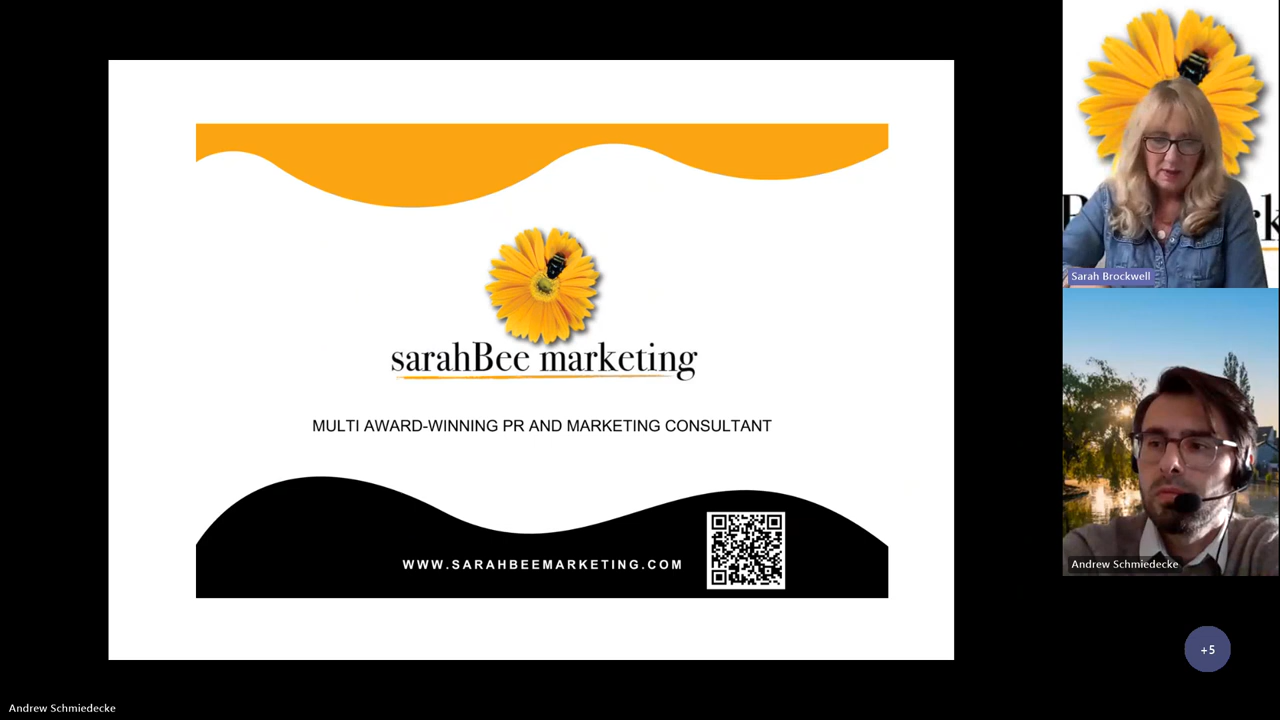 sarahBee marketing
MULTI AWARD-WINNING PR AND MARKETING CONSULTANT
WWW.SARAHBEEMARKETING.COM
Sarah Brockwell
Andrew Schmiedecke
+5
Andrew Schmiedecke